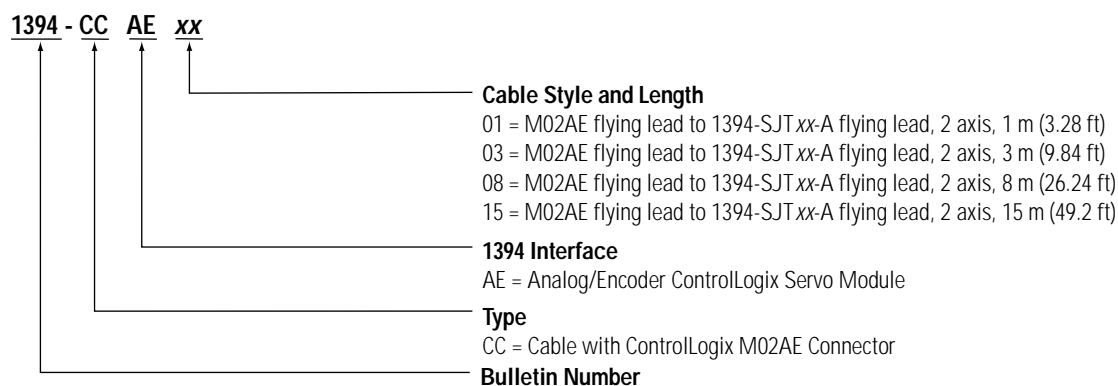 1394 - CC AE xx
Cable Style and Length
01 = M02AE flying lead to 1394-SJTxx-A flying lead, 2 axis, 1 m (3.28 ft)
03 = M02AE flying lead to 1394-SJTxx-A flying lead, 2 axis, 3 m (9.84 ft)
08 = M02AE flying lead to 1394-SJTxx-A flying lead, 2 axis, 8 m (26.24 ft)
15 = M02AE flying lead to 1394-SJTxx-A flying lead, 2 axis, 15 m (49.2 ft)
1394 Interface
AE = Analog/Encoder ControlLogix Servo Module
Type
CC = Cable with ControlLogix M02AE Connector
Bulletin Number